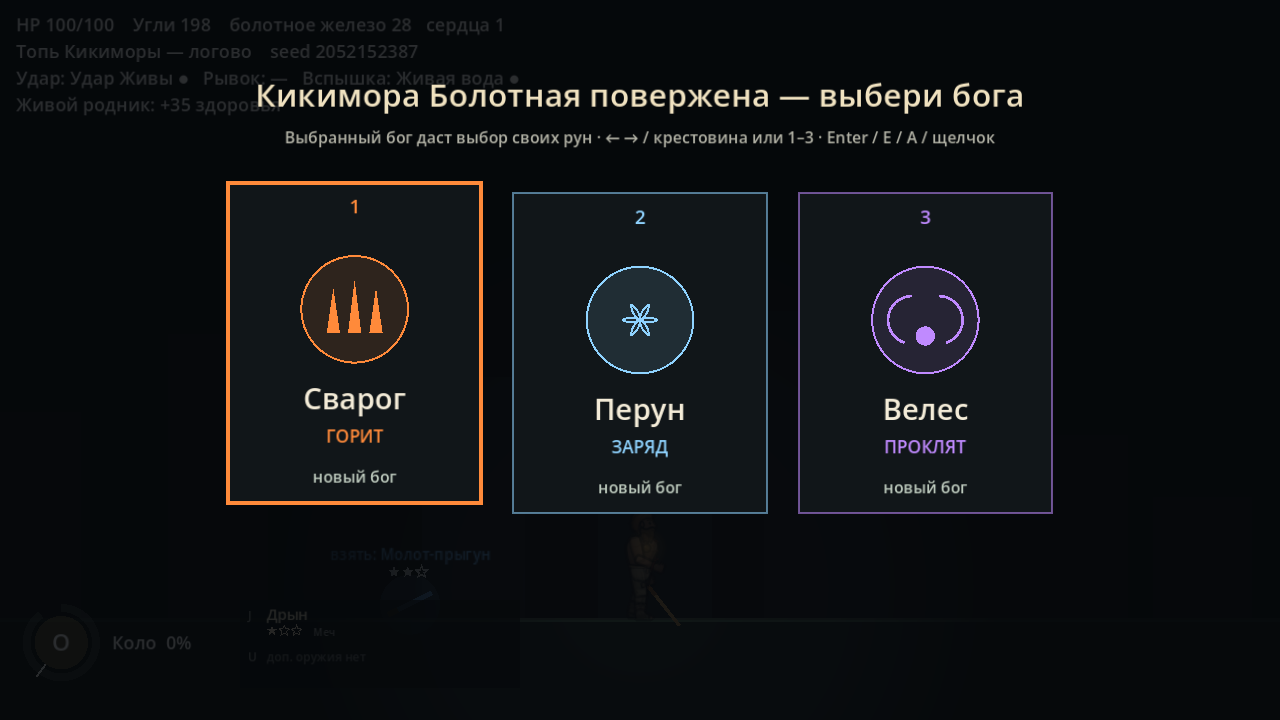 HP 100/100 Угли 198 болотное железо 28 сердца 1
Топь Кикиморы — логово seed 2052152387
Удар: Удар Живы ● Рывок: — Вспышка: Живая вода ●
Живой родник: +35 здоровья
Кикимора Болотная повержена — выбери бога
Выбранный бог даст выбор своих рун · ← → / крестовина или 1–3 · Enter / E / A / щелчок
1
Сварог
ГОРИТ
новый бог
2
Перун
ЗАРЯД
новый бог
3
Велес
ПРОКЛЯТ
новый бог
взять: Молот-прыгун
★★☆
J Дрын
★☆☆ Меч
U доп. оружия нет
О
Коло 0%